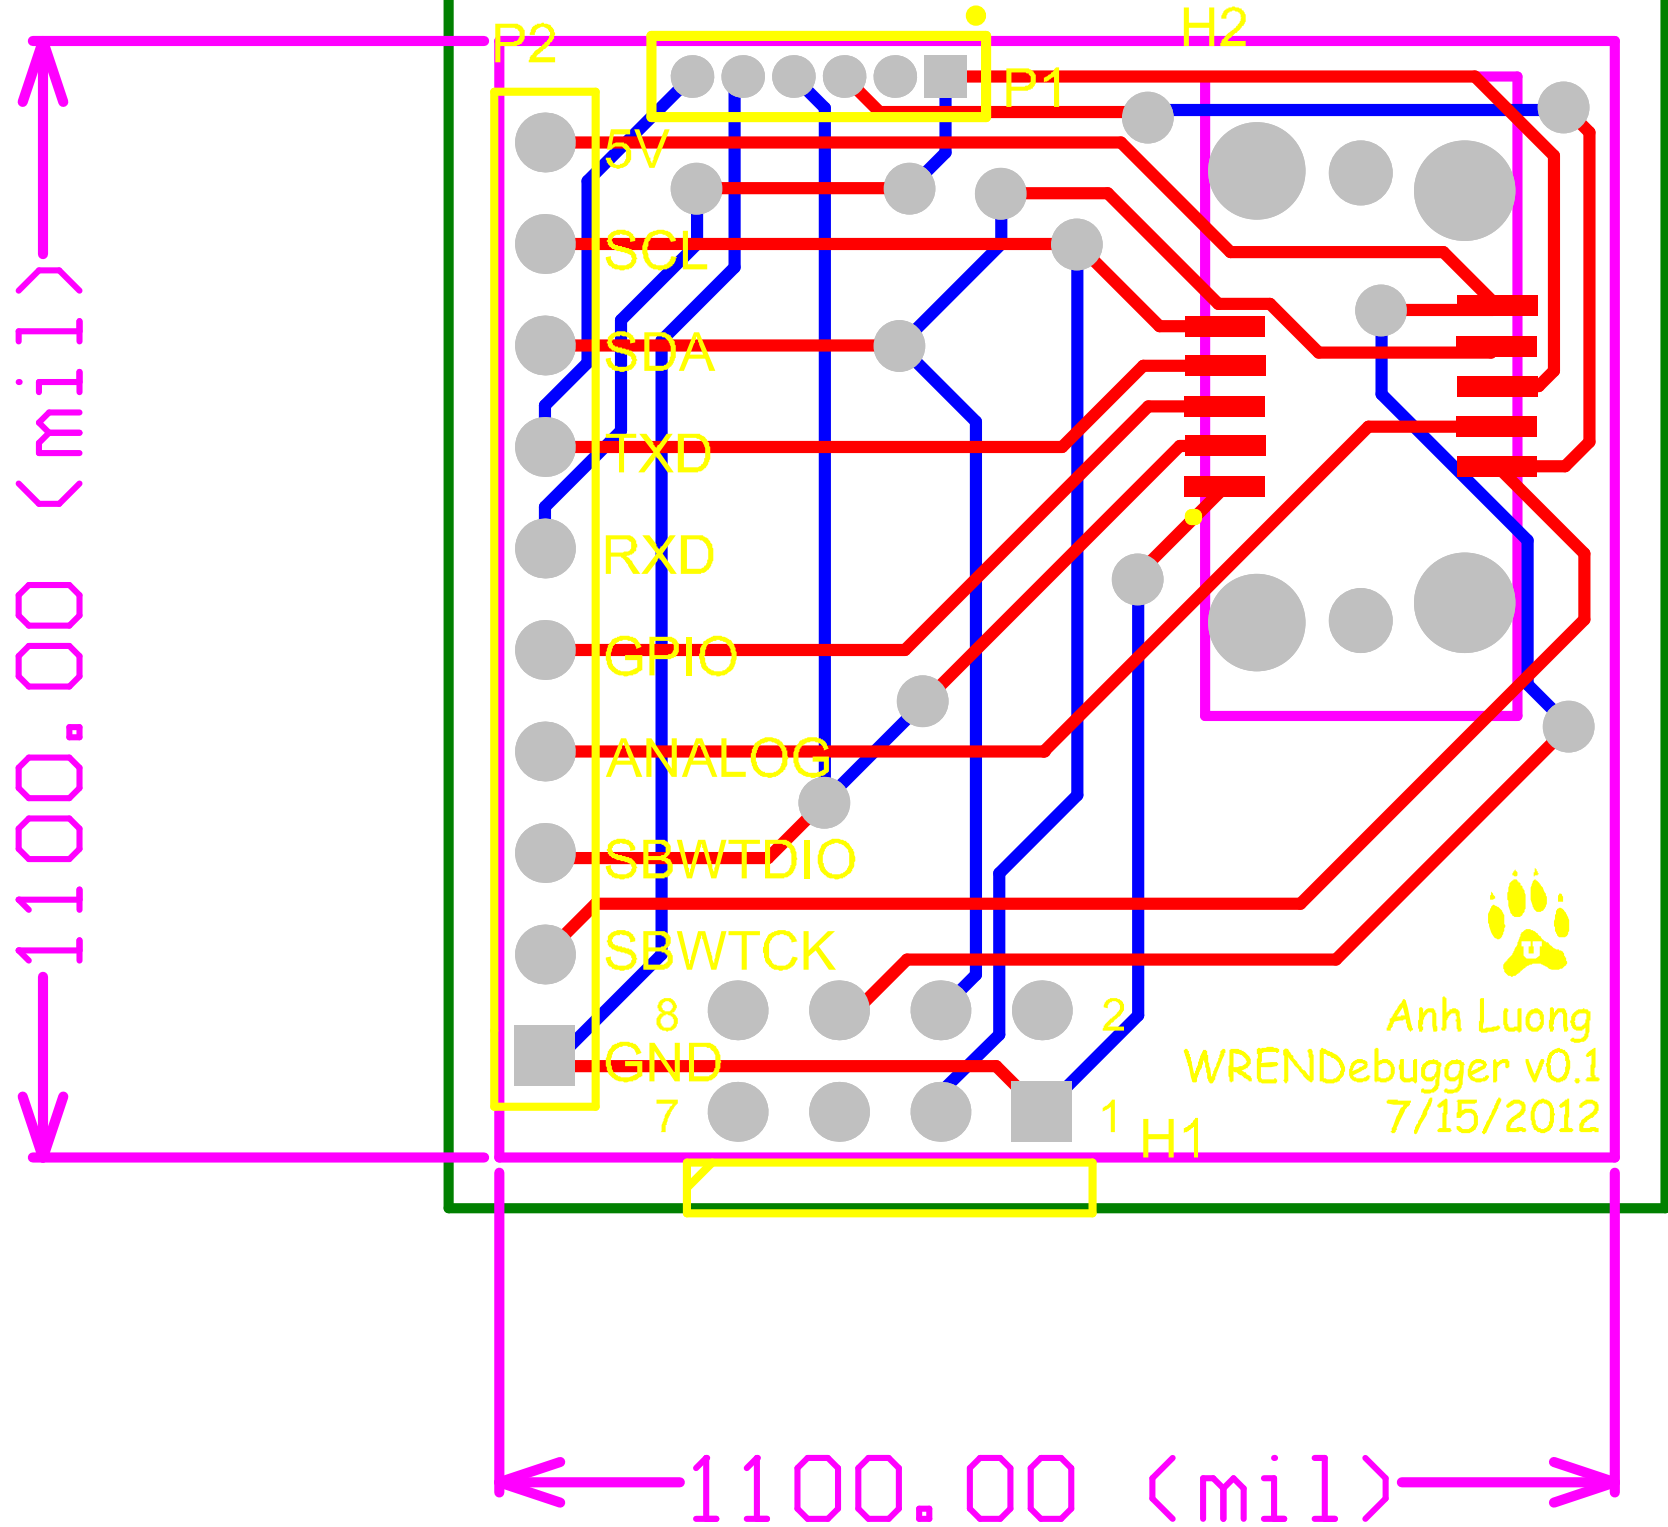 H2
P2
P1
5V
SCL
SDA
TXD
RXD
GPIO
ANALOG
SBWTDIO
SBWTCK
GND
8
2
7
1
H1
Anh Luong
WRENDebugger v0.1
7/15/2012
1100.00 (mil)
1100.00 (mil)